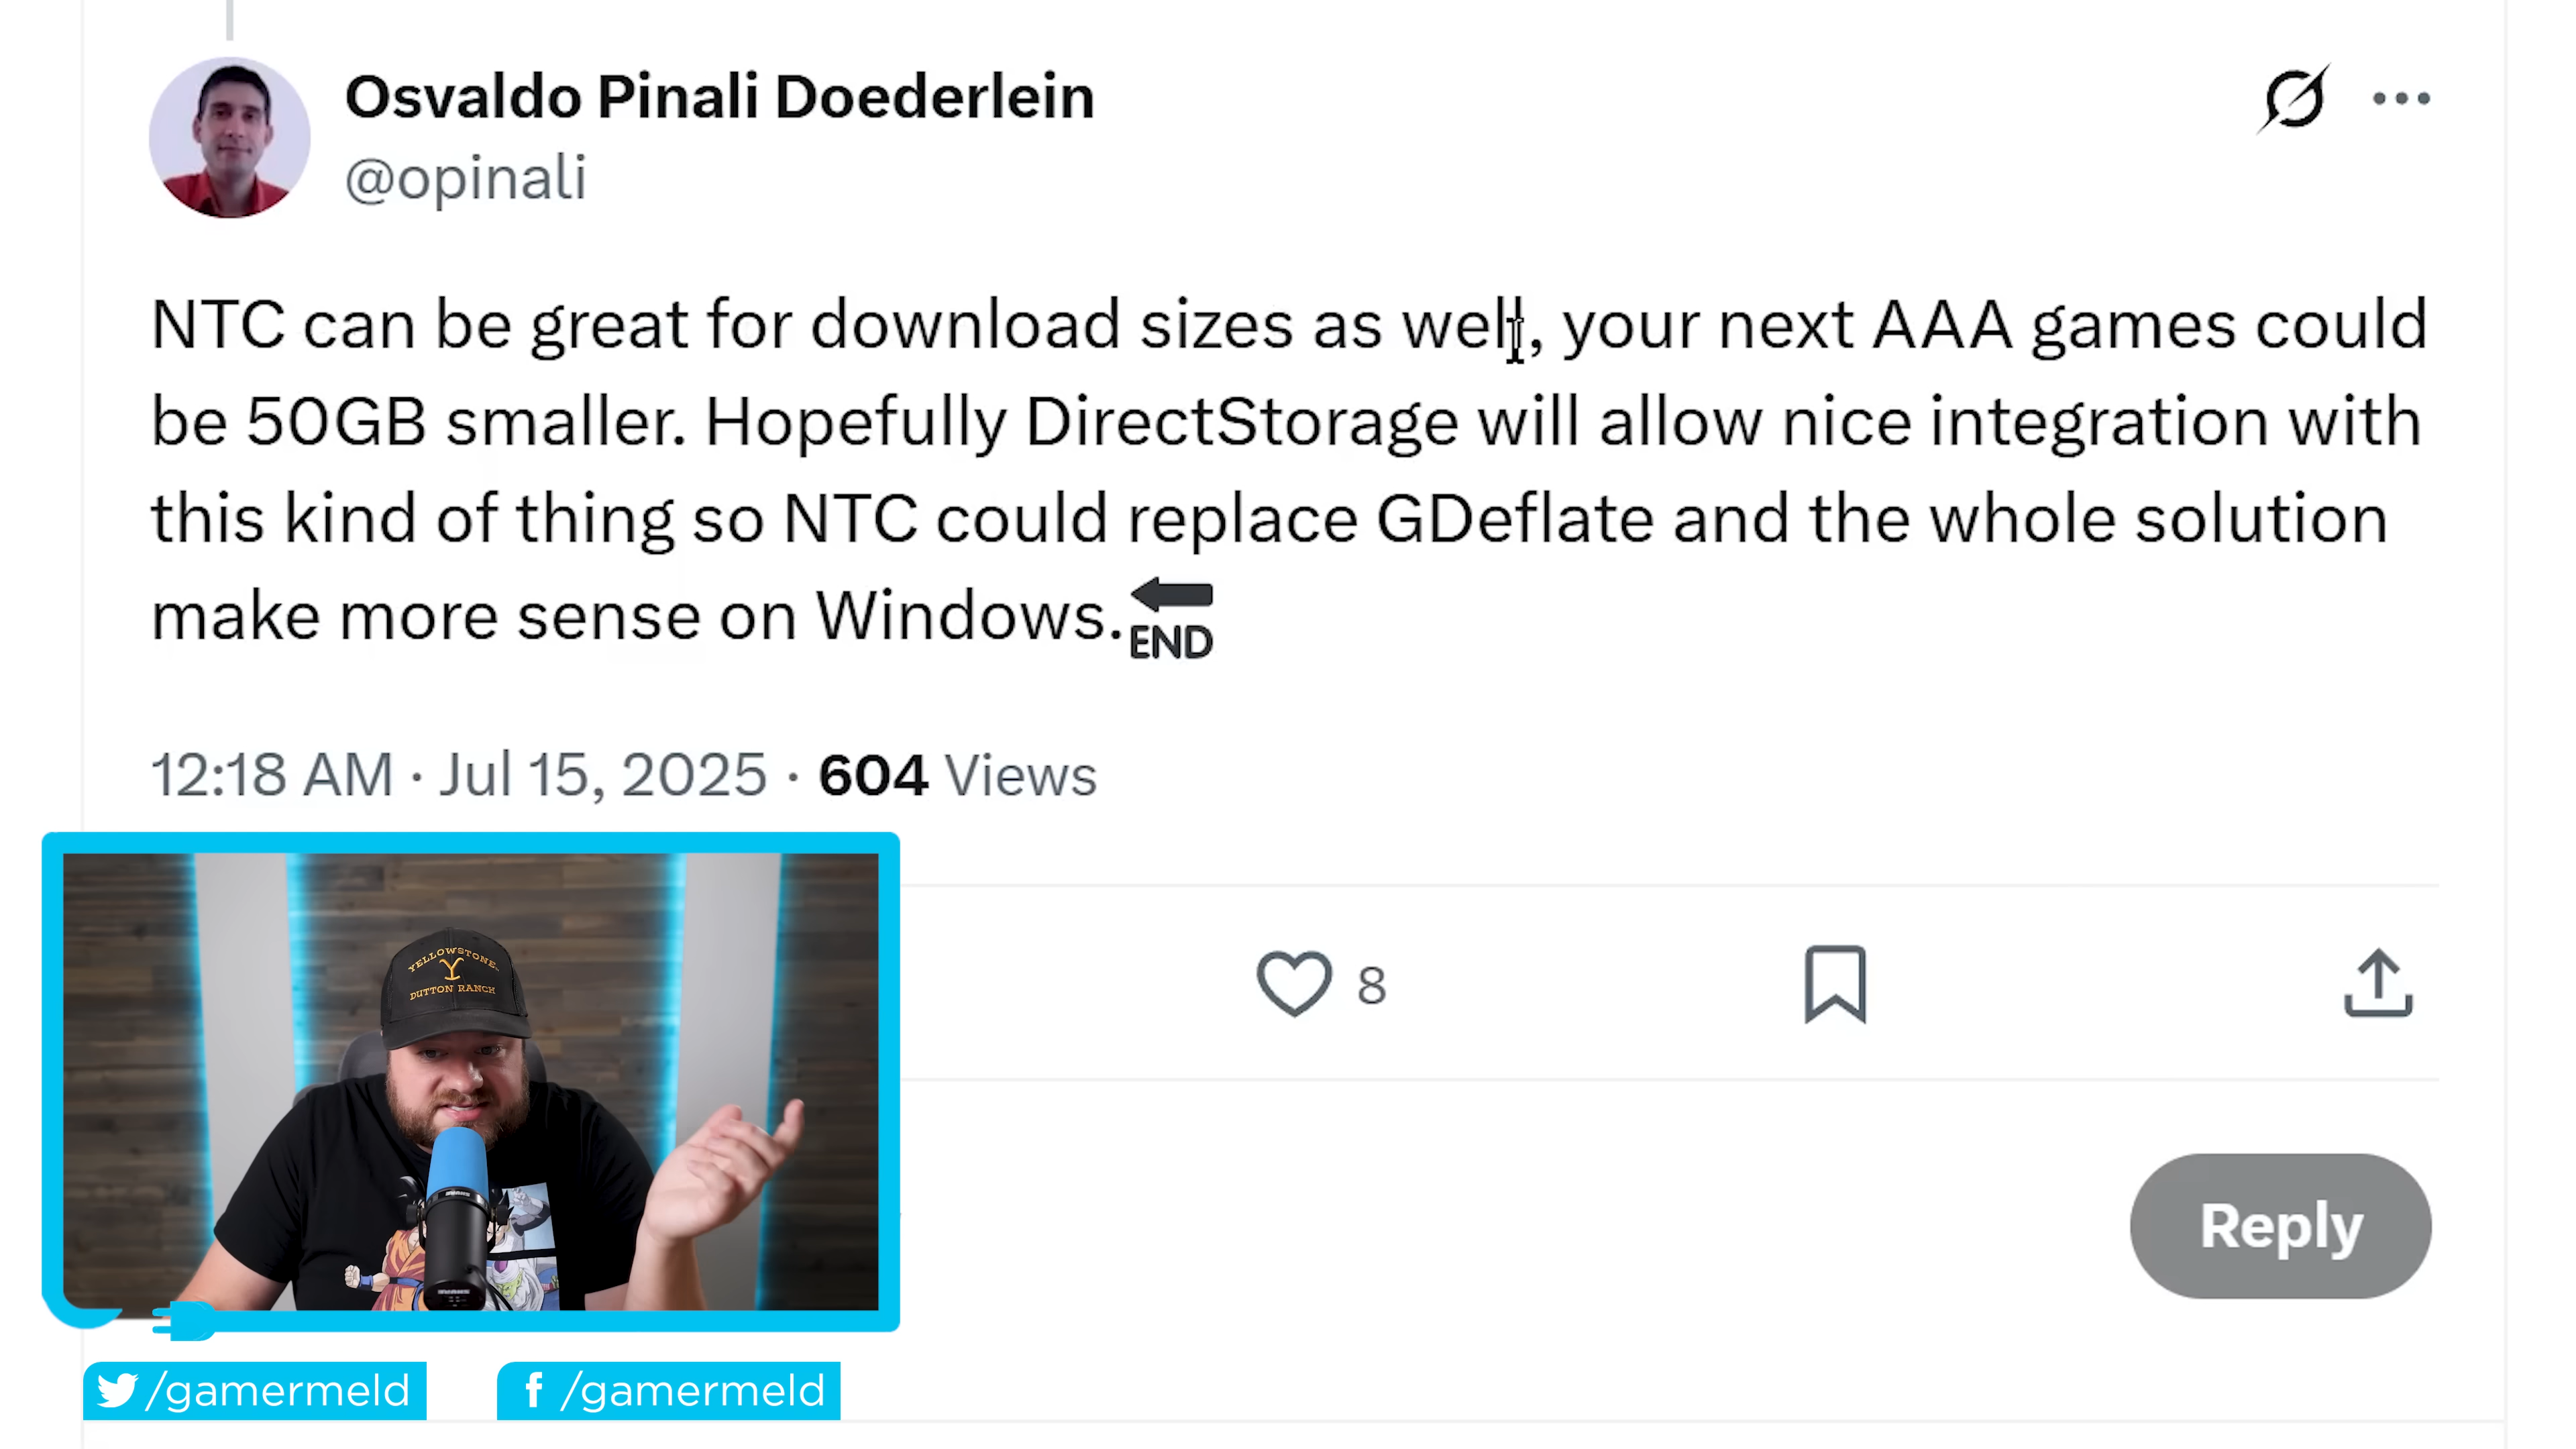 Osvaldo Pinali Doederlein
@opinali
NTC can be great for download sizes as well, your next AAA games could
be 50GB smaller. Hopefully DirectStorage will allow nice integration with
this kind of thing so NTC could replace GDeflate and the whole solution
make more sense on Windows.
END
12:18 AM · Jul 15, 2025 · 604 Views
8
YELLOWSTONE
Y
DUTTON RANCH
Reply
/gamermeld
f /gamermeld